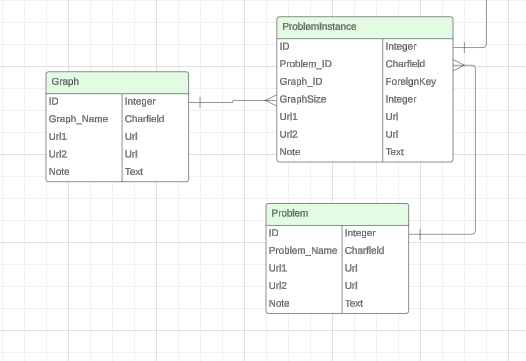 ProblemInstance
ID Integer
Problem_ID Charfield
Graph_ID ForeignKey
GraphSize Integer
Url1 Url
Url2 Url
Note Text
Graph
ID Integer
Graph_Name Charfield
Url1 Url
Url2 Url
Note Text
Problem
ID Integer
Problem_Name Charfield
Url1 Url
Url2 Url
Note Text